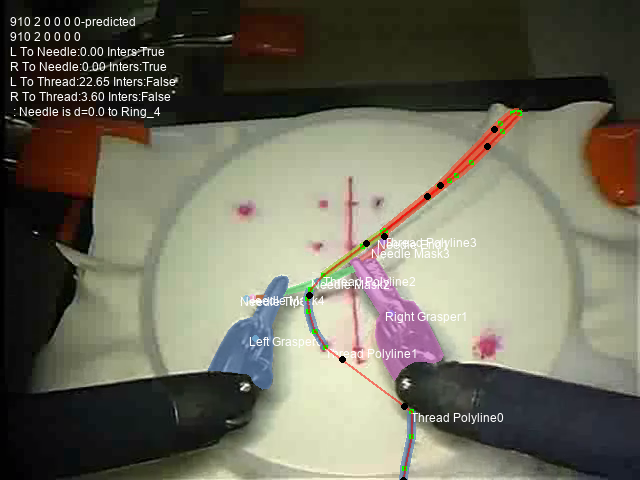 910 2 0 0 0 0-predicted
910 2 0 0 0 0
L To Needle:0.00 Inters:True
R To Needle:0.00 Inters:True
L To Thread:22.65 Inters:False
R To Thread:3.60 Inters:False
: Needle is d=0.0 to Ring_4
Thread Polyline3
Needle Mask3
Thread Polyline2
Needle Mask2
Right Grasper1
Left Grasper
Thread Polyline1
Thread Polyline0